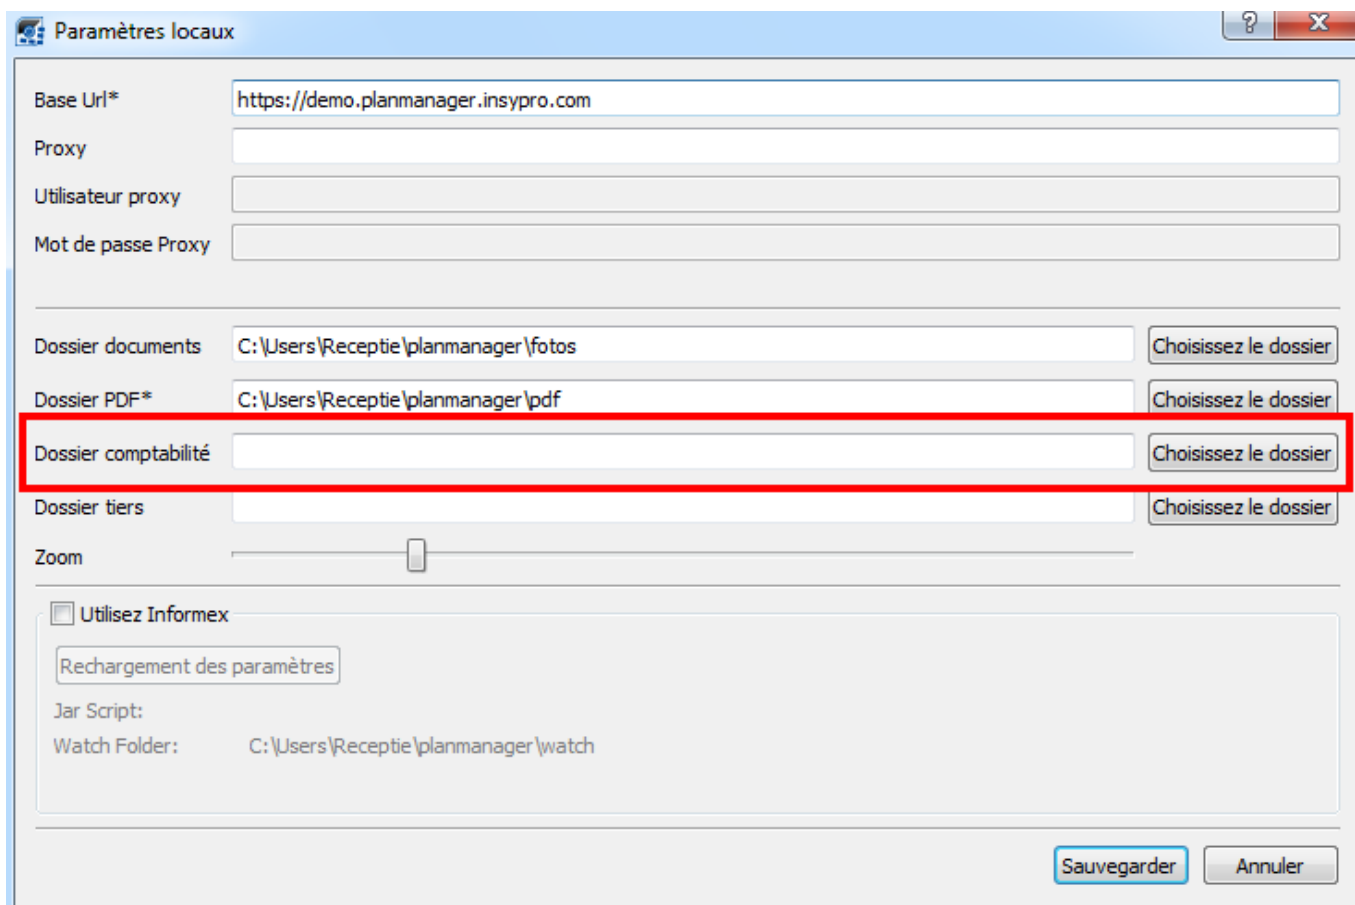 Paramètres locaux
Base Url* https://demo.planmanager.insypro.com
Proxy
Utilisateur proxy
Mot de passe Proxy
Dossier documents C:\Users\Receptie\planmanager\fotos Choisissez le dossier
Dossier PDF* C:\Users\Receptie\planmanager\pdf Choisissez le dossier
Dossier comptabilité Choisissez le dossier
Dossier tiers Choisissez le dossier
Zoom
Utilisez Informex
Rechargement des paramètres
Jar Script:
Watch Folder: C:\Users\Receptie\planmanager\watch
Sauvegarder Annuler